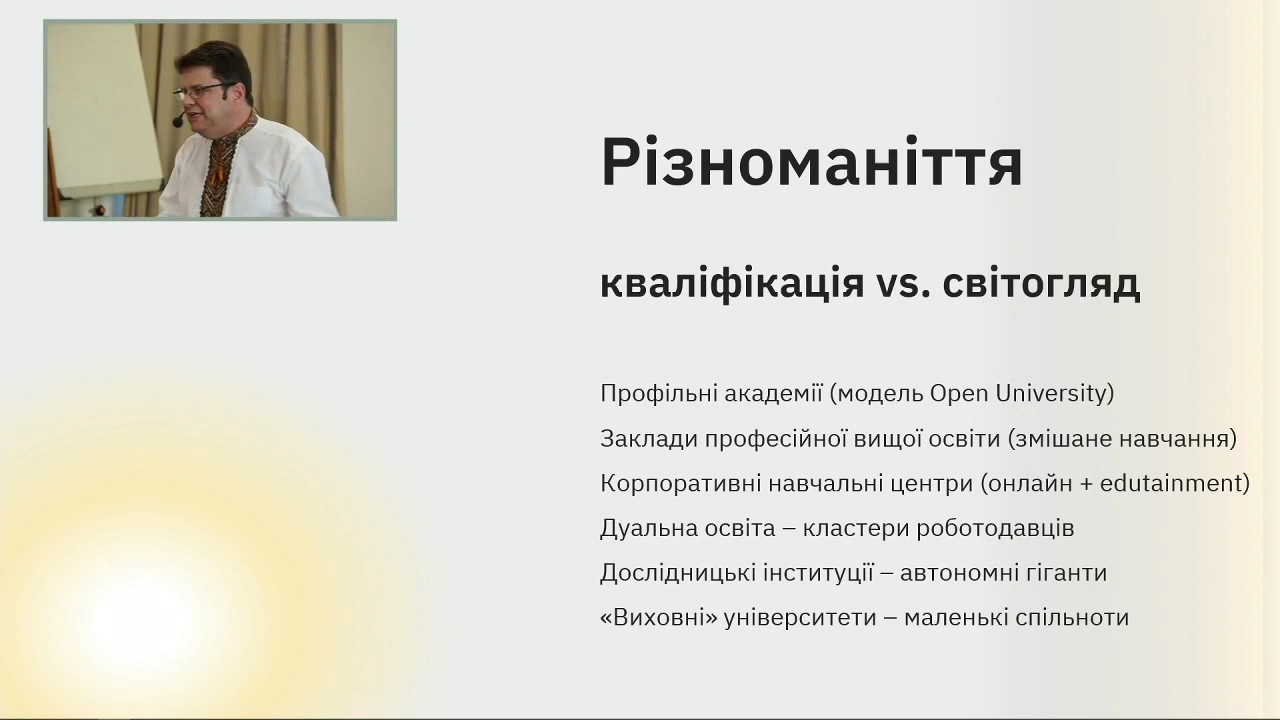 Різноманіття
кваліфікація vs. світогляд
Профільні академії (модель Open University)
Заклади професійної вищої освіти (змішане навчання)
Корпоративні навчальні центри (онлайн + edutainment)
Дуальна освіта – кластери роботодавців
Дослідницькі інституції – автономні гіганти
«Виховні» університети – маленькі спільноти